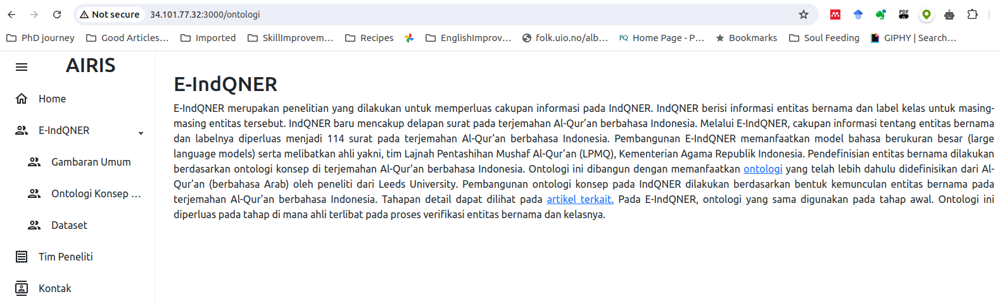 Not secure 34.101.77.32:3000/ontologi
PhD journey Good Articles... Imported SkillImprovem... Recipes EnglishImprov... folk.uio.no/alb... PQ Home Page - P... Bookmarks Soul Feeding GIPHY | Search...
AIRIS
Home
E-IndQNER
Gambaran Umum
Ontologi Konsep ...
Dataset
Tim Peneliti
Kontak
E-IndQNER
E-IndQNER merupakan penelitian yang dilakukan untuk memperluas cakupan informasi pada IndQNER. IndQNER berisi informasi entitas bernama dan label kelas untuk masing-
masing entitas tersebut. IndQNER baru mencakup delapan surat pada terjemahan Al-Qur’an berbahasa Indonesia. Melalui E-IndQNER, cakupan informasi tentang entitas bernama
dan labelnya diperluas menjadi 114 surat pada terjemahan Al-Qur’an berbahasa Indonesia. Pembangunan E-IndQNER memanfaatkan model bahasa berukuran besar (large
language models) serta melibatkan ahli yakni, tim Lajnah Pentashihan Mushaf Al-Qur’an (LPMQ), Kementerian Agama Republik Indonesia. Pendefinisian entitas bernama dilakukan
berdasarkan ontologi konsep di terjemahan Al-Qur’an berbahasa Indonesia. Ontologi ini dibangun dengan memanfaatkan ontologi yang telah lebih dahulu didefinisikan dari Al-
Qur’an (berbahasa Arab) oleh peneliti dari Leeds University. Pembangunan ontologi konsep pada IndQNER dilakukan berdasarkan bentuk kemunculan entitas bernama pada
terjemahan Al-Qur’an berbahasa Indonesia. Tahapan detail dapat dilihat pada artikel terkait. Pada E-IndQNER, ontologi yang sama digunakan pada tahap awal. Ontologi ini
diperluas pada tahap di mana ahli terlibat pada proses verifikasi entitas bernama dan kelasnya.